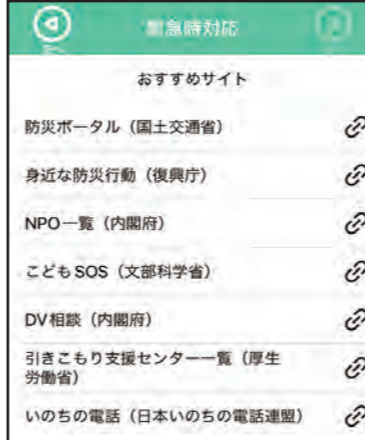 緊急時対応
おすすめサイト
防災ポータル（国土交通省）
身近な防災行動（復興庁）
NPO一覧（内閣府）
こどもSOS（文部科学省）
DV相談（内閣府）
引きこもり支援センター一覧（厚生
労働省）
いのちの電話（日本いのちの電話連盟）